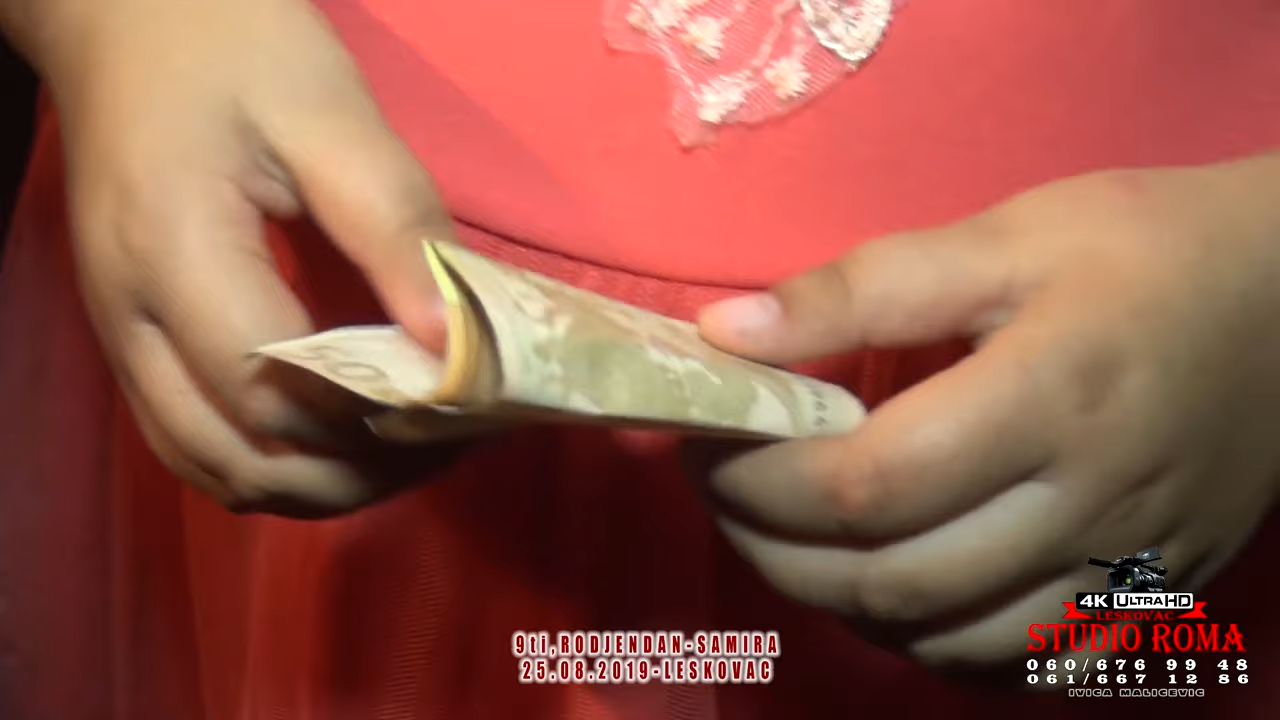 9ti,RODJENDAN-SAMIRA
25.08.2019-LESKOVAC
4K ULTRAHD
LESKOVAC
STUDIO ROMA
060/676 99 48
061/667 12 86
IVICA MALICEVIC